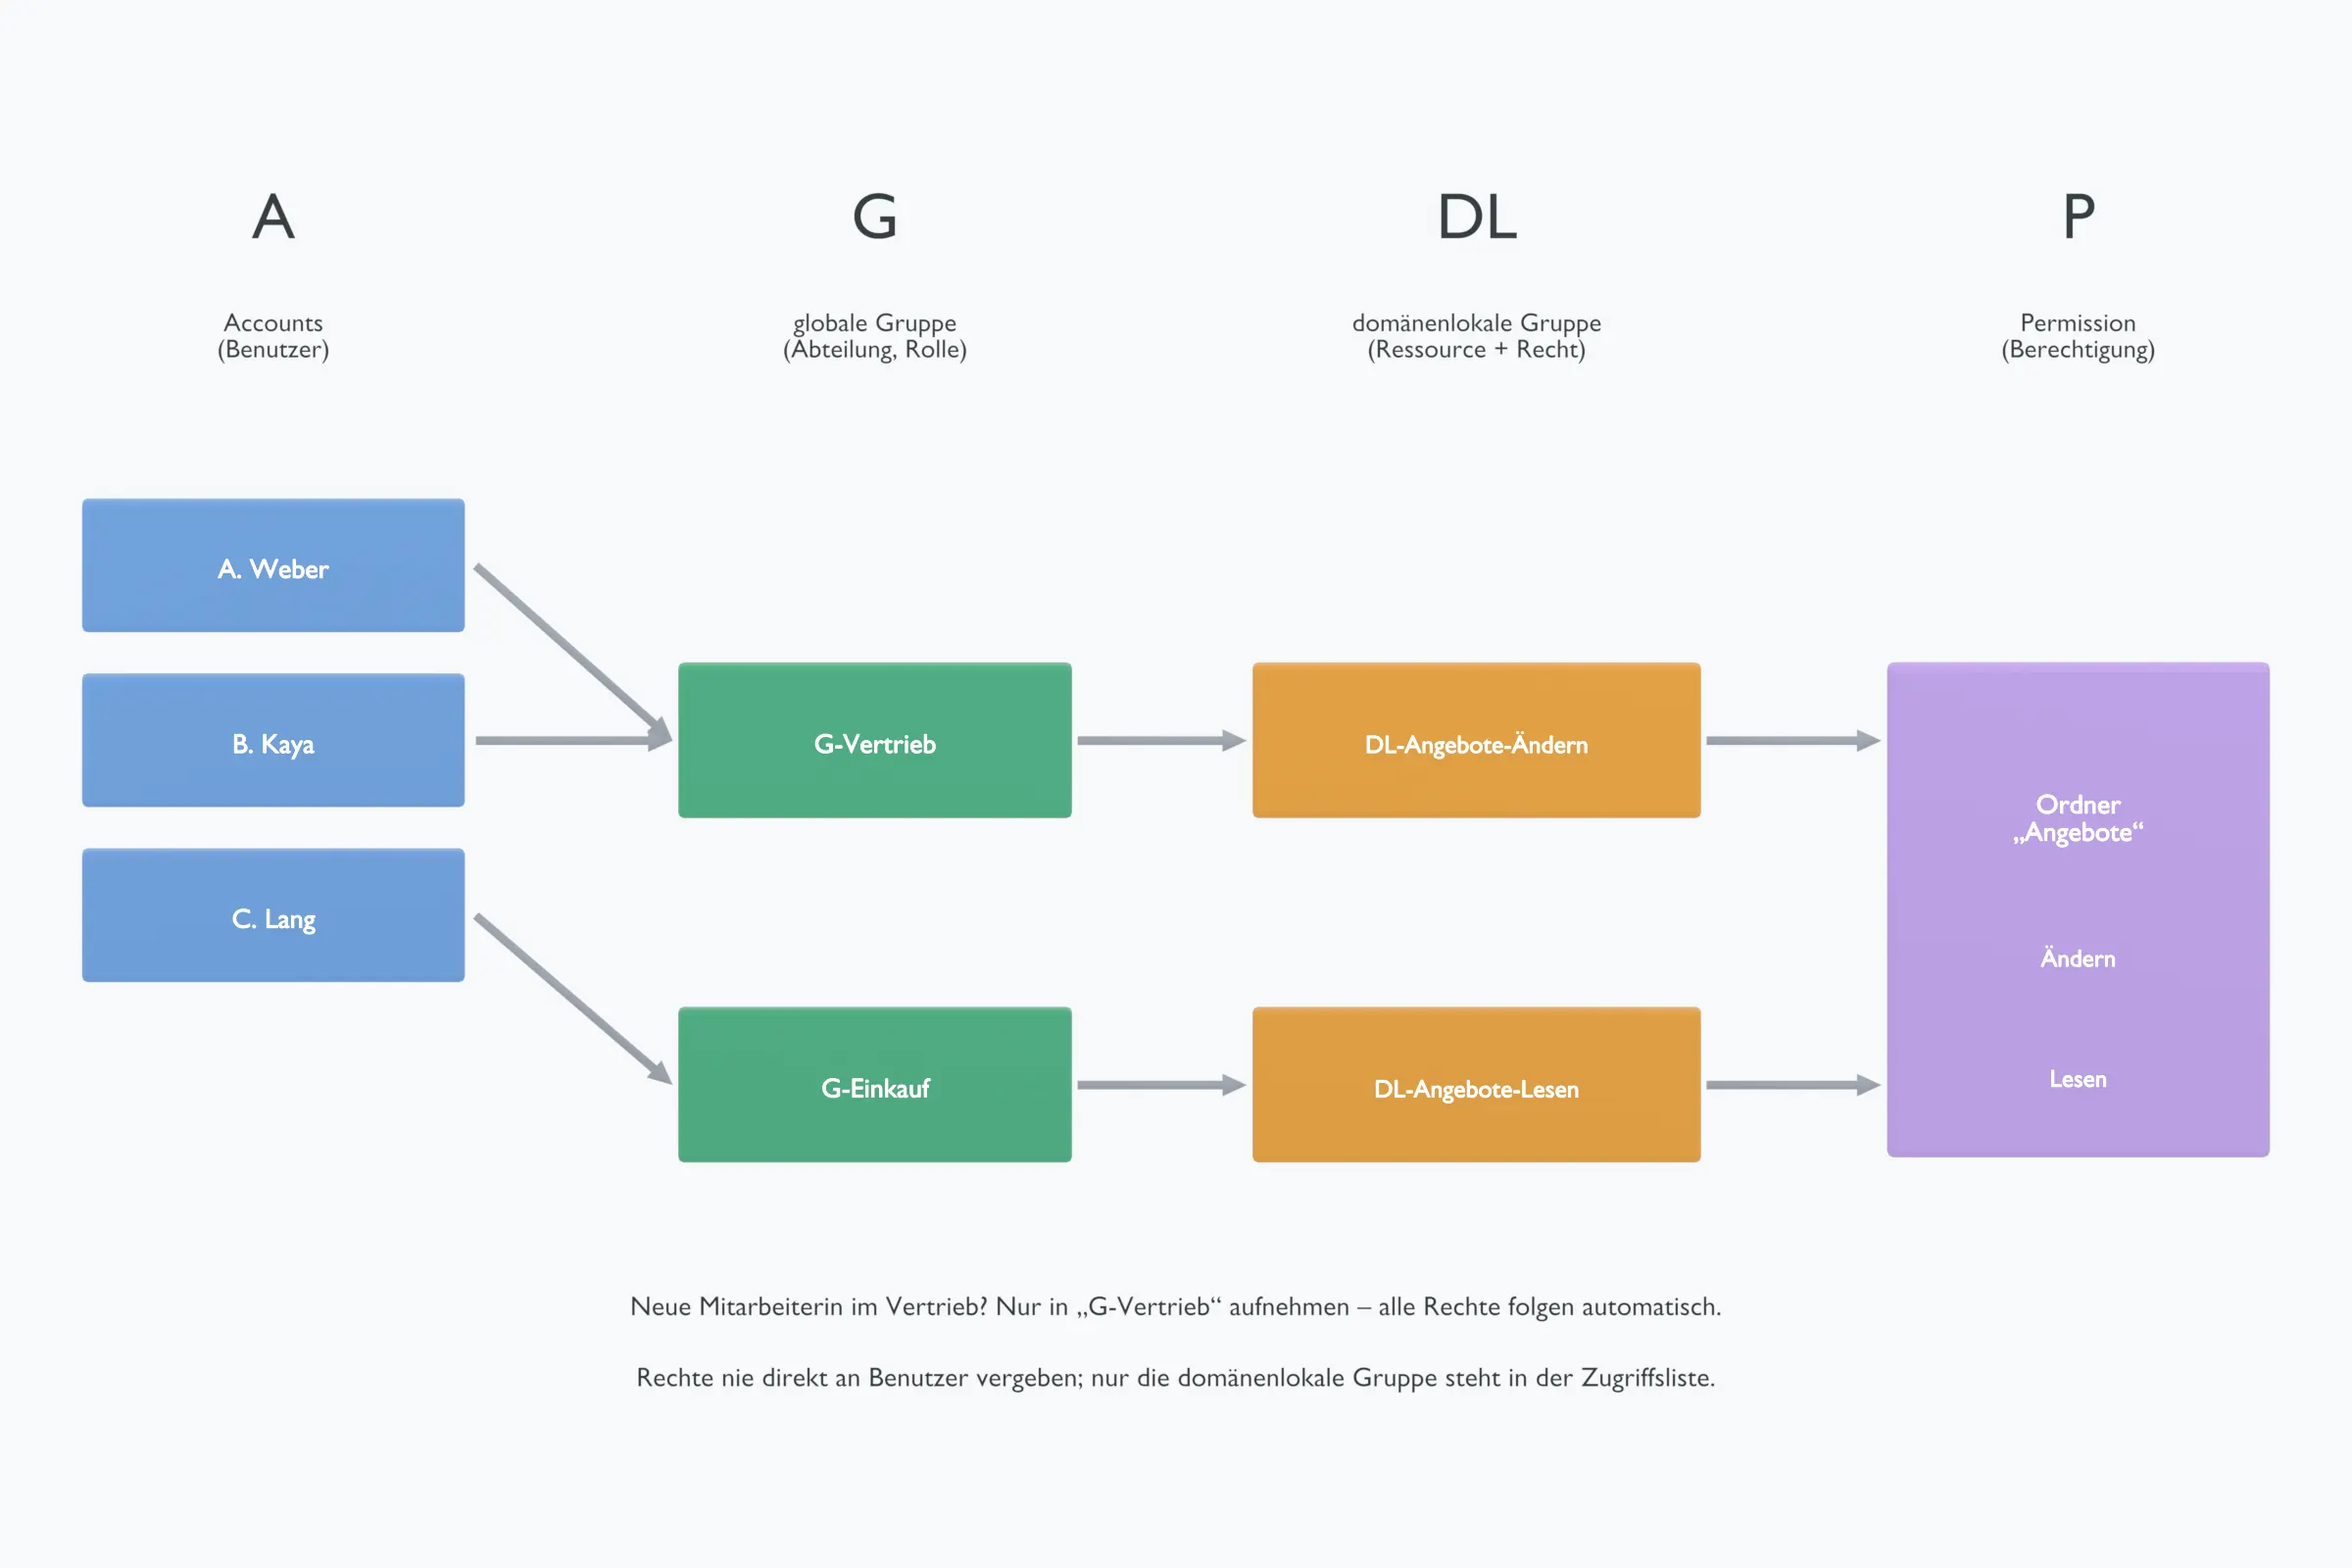 A
G
DL
P
Accounts
(Benutzer)
globale Gruppe
(Abteilung, Rolle)
domänenlokale Gruppe
(Ressource + Recht)
Permission
(Berechtigung)
A. Weber
B. Kaya
C. Lang
G-Vertrieb
G-Einkauf
DL-Angebote-Ändern
DL-Angebote-Lesen
Ordner
„Angebote“
Ändern
Lesen
Neue Mitarbeiterin im Vertrieb? Nur in „G-Vertrieb“ aufnehmen – alle Rechte folgen automatisch.
Rechte nie direkt an Benutzer vergeben; nur die domänenlokale Gruppe steht in der Zugriffsliste.